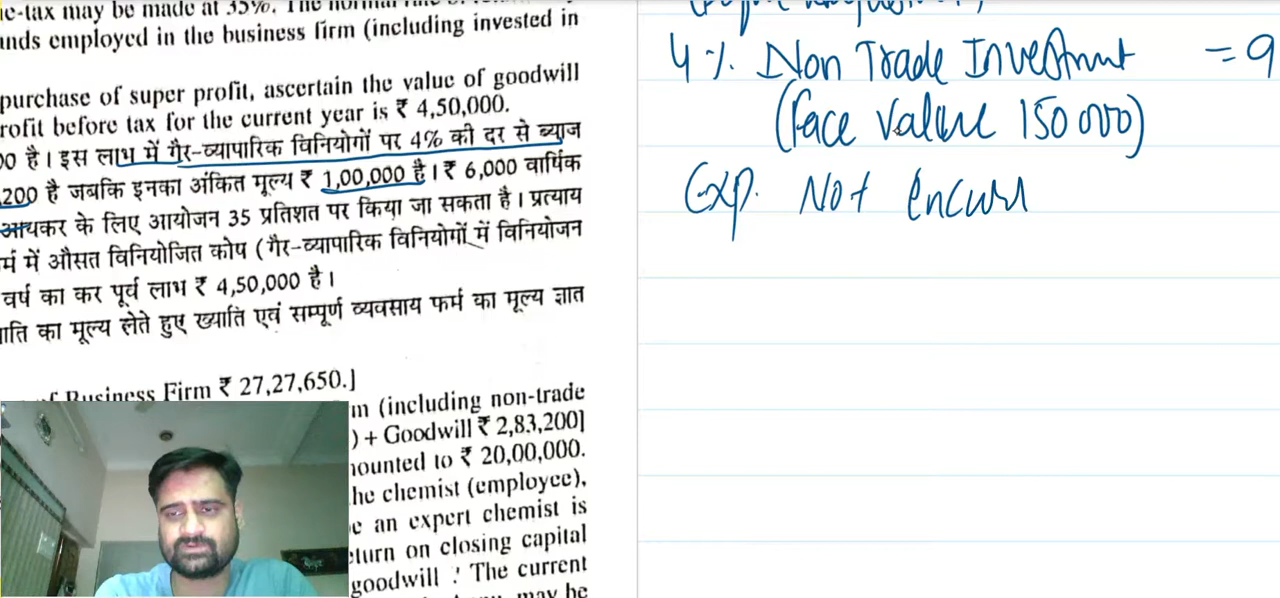 ne-tax may be made at 35%. The normal
unds employed in the business firm (including invested in
purchase of super profit, ascertain the value of goodwill
rofit before tax for the current year is ₹ 4,50,000.
00 है। इस लाभ में गैर-व्यापारिक विनियोगों पर 4% की दर से ब्याज
,200 है जबकि इनका अंकित मूल्य ₹ 1,00,000 है। ₹ 6,000 वार्षिक
आयकर के लिए आयोजन 35 प्रतिशत पर किया जा सकता है। प्रत्याय
र्म में औसत विनियोजित कोष (गैर-व्यापारिक विनियोगों में विनियोजन
वर्ष का कर पूर्व लाभ ₹ 4,50,000 है।
याति का मूल्य लेते हुए ख्याति एवं सम्पूर्ण व्यवसाय फर्म का मूल्य ज्ञात
of Business Firm ₹ 27,27,650.]
m (including non-trade
) + Goodwill ₹ 2,83,200]
nounted to ₹ 20,00,000.
he chemist (employee),
e an expert chemist is
eturn on closing capital
goodwill ? The current
may be
4% Non Trade Investment = 9
(Face Value 150000)
Exp. Not encurr